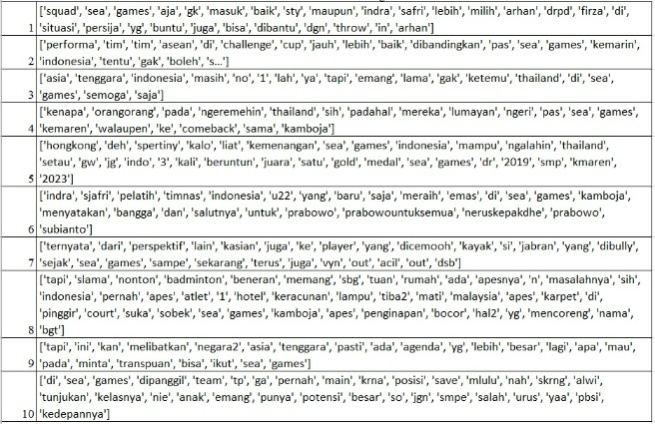 ['squad', 'sea', 'games', 'aja', 'gk', 'masuk', 'baik', 'sty', 'maupun', 'indra', 'safri', 'lebih', 'milih', 'arhan', 'drpd', 'firza', 'di',
1 'situasi', 'persija', 'yg', 'buntu', 'juga', 'bisa', 'dibantu', 'dgn', 'throw', 'in', 'arhan']
['performa', 'tim', 'tim', 'asean', 'di', 'challenge', 'cup', 'jauh', 'lebih', 'baik', 'dibandingkan', 'pas', 'sea', 'games', 'kemarin',
2 'indonesia', 'tentu', 'gak', 'boleh', 's...']
['asia', 'tenggara', 'indonesia', 'masih', 'no', '1', 'lah', 'ya', 'tapi', 'emang', 'lama', 'gak', 'ketemu', 'thailand', 'di', 'sea',
3 'games', 'semoga', 'saja']
['kenapa', 'orangorang', 'pada', 'ngeremehin', 'thailand', 'sih', 'padahal', 'mereka', 'lumayan', 'ngeri', 'pas', 'sea', 'games',
4 'kemaren', 'walaupen', 'ke', 'comeback', 'sama', 'kamboja']
['hongkong', 'deh', 'spertiny', 'kalo', 'liat', 'kemenangan', 'sea', 'games', 'indonesia', 'mampu', 'ngalahin', 'thailand',
'setau', 'gw', 'jg', 'indo', '3', 'kali', 'beruntun', 'juara', 'satu', 'gold', 'medal', 'sea', 'games', 'dr', '2019', 'smp', 'kmaren',
5 '2023']
['indra', 'sjafri', 'pelatih', 'timnas', 'indonesia', 'u22', 'yang', 'baru', 'saja', 'meraih', 'emas', 'di', 'sea', 'games', 'kamboja',
'menyatakan', 'bangga', 'dan', 'salutnya', 'untuk', 'prabowo', 'prabowountuksemua', 'neruskepakdhe', 'prabowo',
6 'subianto']
['ternyata', 'dari', 'perspektif', 'lain', 'kasian', 'juga', 'ke', 'player', 'yang', 'dicemooh', 'kayak', 'si', 'jabran', 'yang', 'dibully',
7 'sejak', 'sea', 'games', 'sampe', 'sekarang', 'terus', 'juga', 'vyn', 'out', 'acil', 'out', 'dsb']
['tapi', 'slama', 'nonton', 'badminton', 'beneran', 'memang', 'sbg', 'tuan', 'rumah', 'ada', 'apesnya', 'n', 'masalahnya', 'sih',
'indonesia', 'pernah', 'apes', 'atlet', '1', 'hotel', 'keracunan', 'lampu', 'tiba2', 'mati', 'malaysia', 'apes', 'karpet', 'di',
'pinggir', 'court', 'suka', 'sobek', 'sea', 'games', 'kamboja', 'apes', 'penginapan', 'bocor', 'hal2', 'yg', 'mencoreng', 'nama',
8 'bgt']
['tapi', 'ini', 'kan', 'melibatkan', 'negara2', 'asia', 'tenggara', 'pasti', 'ada', 'agenda', 'yg', 'lebih', 'besar', 'lagi', 'apa', 'mau',
9 'pada', 'minta', 'transpuan', 'bisa', 'ikut', 'sea', 'games']
['di', 'sea', 'games', 'dipanggil', 'team', 'tp', 'ga', 'pernah', 'main', 'krna', 'posisi', 'save', 'mlulu', 'nah', 'skrng', 'alwi',
'tunjukan', 'kelasnya', 'nie', 'anak', 'emang', 'punya', 'potensi', 'besar', 'so', 'jgn', 'smpe', 'salah', 'urus', 'yaa', 'pbsi',
10 'kedepannya']